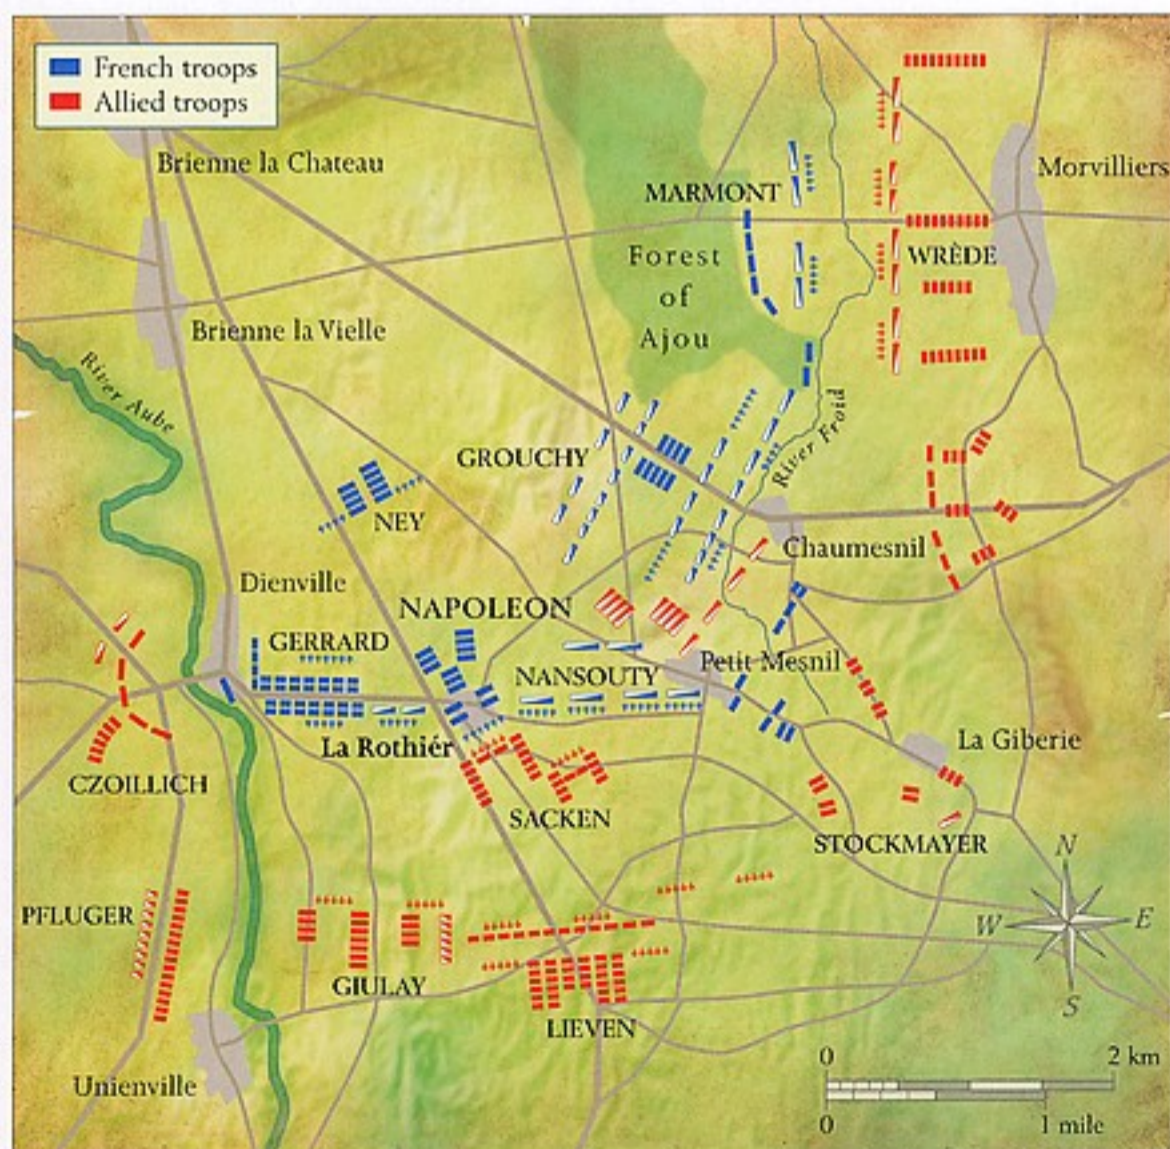 French troops
Allied troops
Brienne la Chateau
Morvilliers
MARMONT
Forest
of
Ajou
WRÈDE
Brienne la Vielle
River Aube
River Froid
GROUCHY
NEY
Chaumesnil
Dienville
NAPOLEON
GERRARD
NANSOUTY
Petit Mesnil
La Rothiér
La Giberie
CZOILLICH
SACKEN
STOCKMAYER
N
PFLUGER
W
E
GIULAY
S
LIEVEN
0
2 km
Unienville
0
1 mile